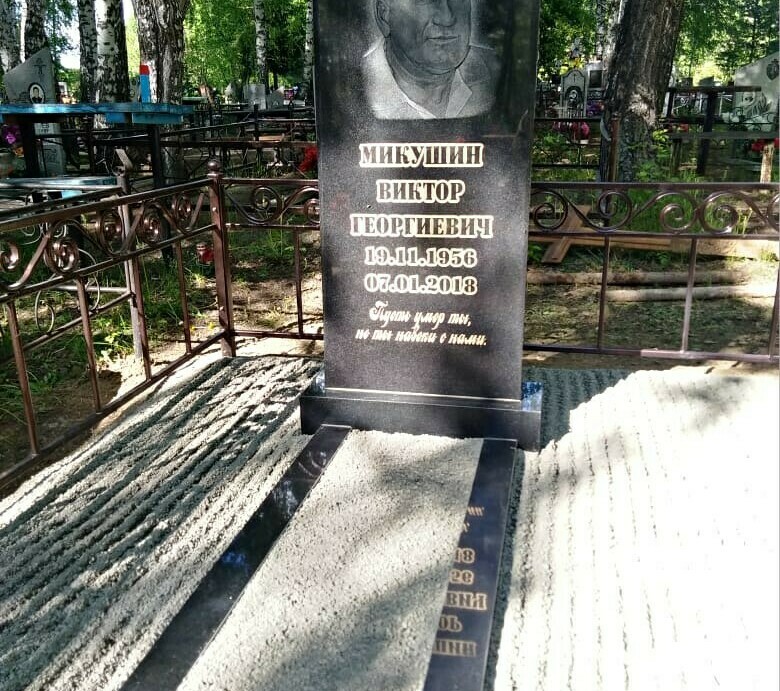 МИКУШИН
ВИКТОР
ГЕОРГИЕВИЧ
19.11.1956
07.01.2018
Пусть умер ты,
но ты навеки с нами.